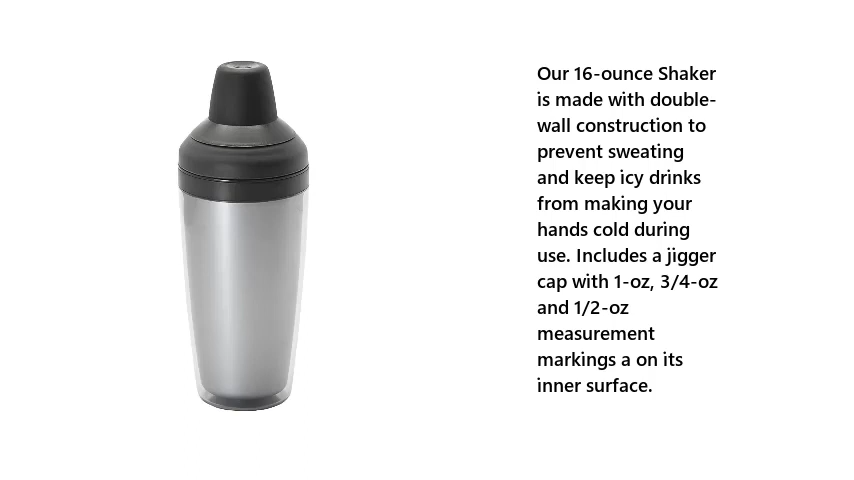 Our 16-ounce Shaker
is made with double-
wall construction to
prevent sweating
and keep icy drinks
from making your
hands cold during
use. Includes a jigger
cap with 1-oz, 3/4-oz
and 1/2-oz
measurement
markings a on its
inner surface.